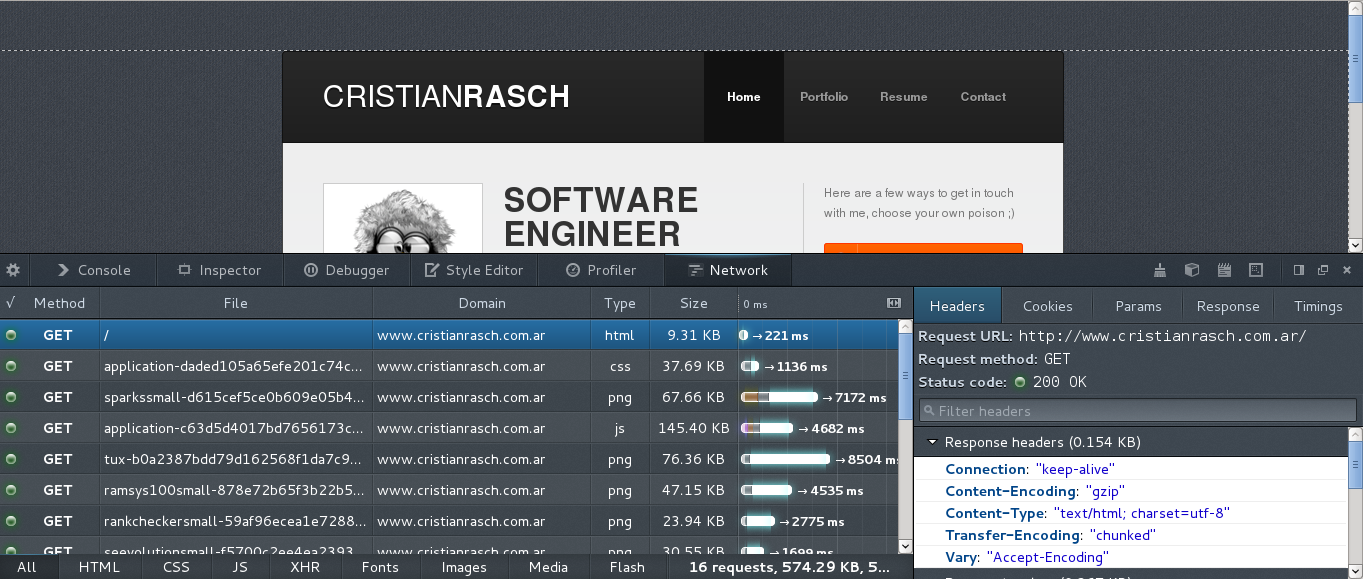 CRISTIANRASCH
Home Portfolio Resume Contact
SOFTWARE
ENGINEER
Here are a few ways to get in touch
with me, choose your own poison ;)
Console Inspector Debugger Style Editor Profiler Network
√ Method File Domain Type Size 0 ms
GET / www.cristianrasch.com.ar html 9.31 KB → 221 ms
GET application-daded105a65efe201c74c... www.cristianrasch.com.ar css 37.69 KB → 1136 ms
GET sparkssmall-d615cef5ce0b609e05b4... www.cristianrasch.com.ar png 67.66 KB → 7172 ms
GET application-c63d5d4017bd7656173c... www.cristianrasch.com.ar js 145.40 KB → 4682 ms
GET tux-b0a2387bdd79d162568f1da7c9... www.cristianrasch.com.ar png 76.36 KB → 8504 ms
GET ramsys100small-878e72b65f3b22b5... www.cristianrasch.com.ar png 47.15 KB → 4535 ms
GET rankcheckersmall-59af96ecea1e7288... www.cristianrasch.com.ar png 23.94 KB → 2775 ms
GET seevolutionsmall-f5700c2ee4ea2393... www.cristianrasch.com.ar png 30.55 KB → 1699 ms
All HTML CSS JS XHR Fonts Images Media Flash 16 requests, 574.29 KB, 5...
Headers Cookies Params Response Timings
Request URL: http://www.cristianrasch.com.ar/
Request method: GET
Status code: 200 OK
Filter headers
Response headers (0.154 KB)
Connection: "keep-alive"
Content-Encoding: "gzip"
Content-Type: "text/html; charset=utf-8"
Transfer-Encoding: "chunked"
Vary: "Accept-Encoding"